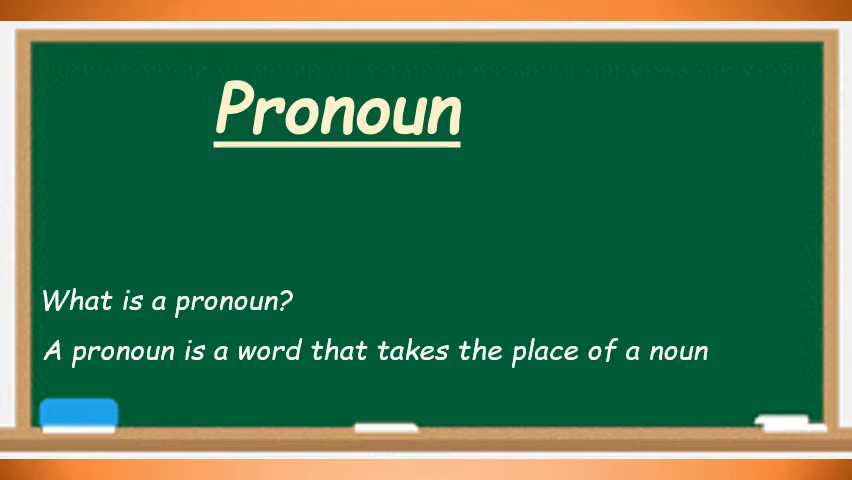 Pronoun
What is a pronoun?
A pronoun is a word that takes the place of a noun